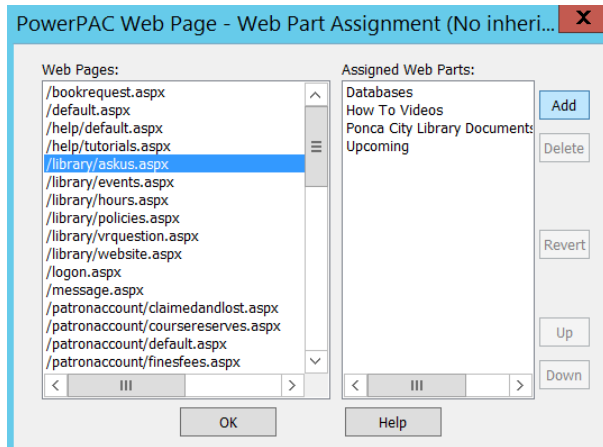 PowerPAC Web Page - Web Part Assignment (No inheri...
X
Web Pages:
/bookrequest.aspx
/default.aspx
/help/default.aspx
/help/tutorials.aspx
/library/askus.aspx
/library/events.aspx
/library/hours.aspx
/library/policies.aspx
/library/vrquestion.aspx
/library/website.aspx
/logon.aspx
/message.aspx
/patronaccount/claimedandlost.aspx
/patronaccount/coursereserves.aspx
/patronaccount/default.aspx
/patronaccount/finesfees.aspx
Assigned Web Parts:
Databases
How To Videos
Ponca City Library Documents
Upcoming
Add
Delete
Revert
Up
Down
OK
Help